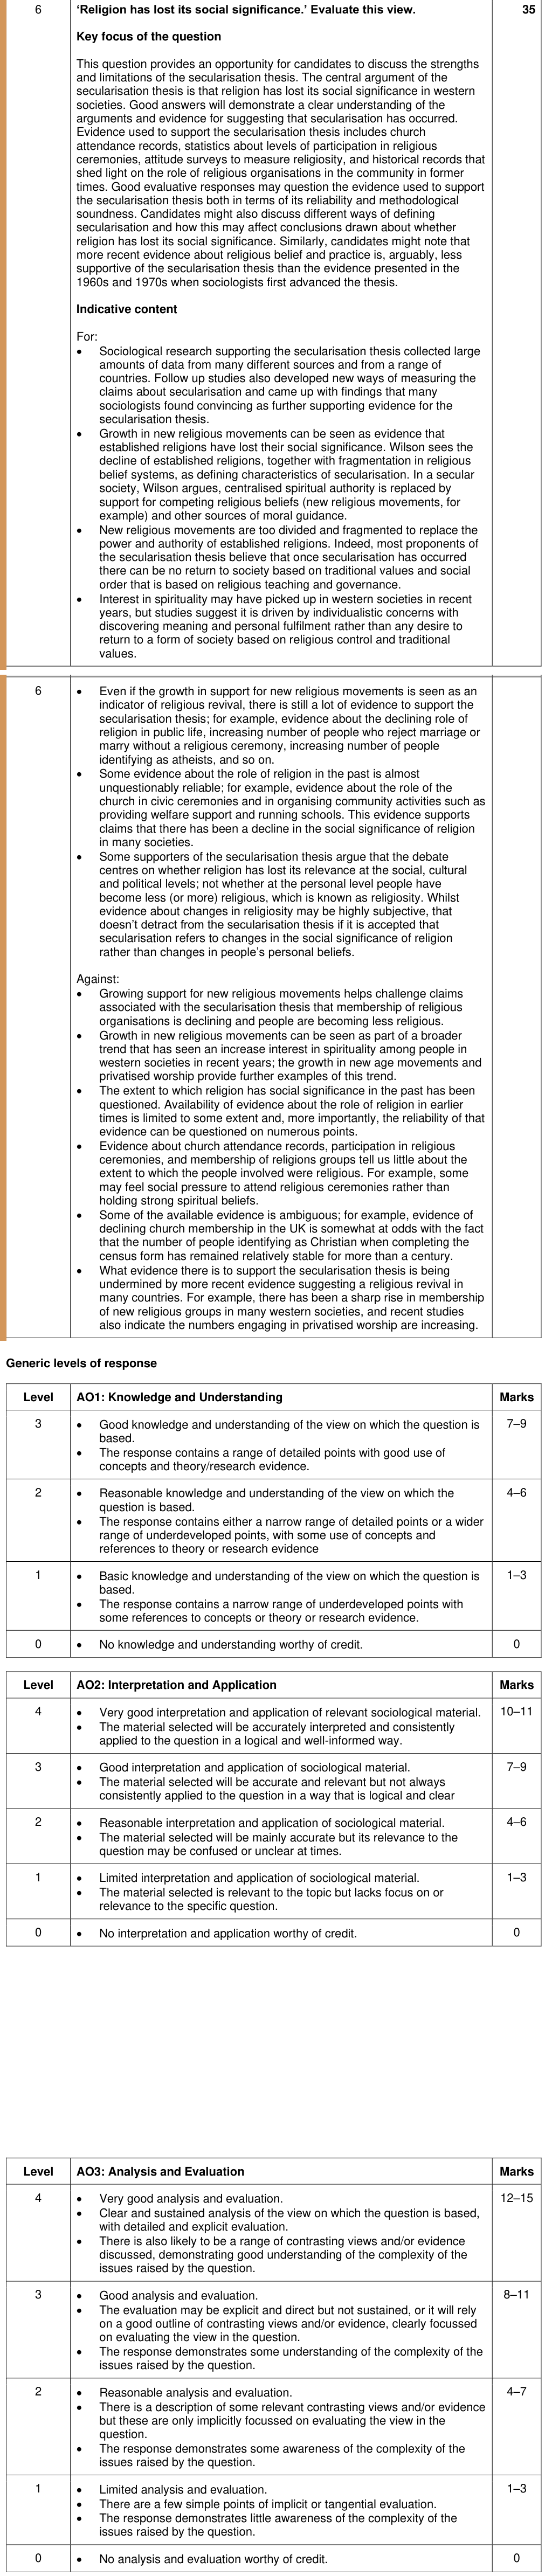 6 ‘Religion has lost its social significance.’ Evaluate this view. 35
Key focus of the question
This question provides an opportunity for candidates to discuss the strengths
and limitations of the secularisation thesis. The central argument of the
secularisation thesis is that religion has lost its social significance in western
societies. Good answers will demonstrate a clear understanding of the
arguments and evidence for suggesting that secularisation has occurred.
Evidence used to support the secularisation thesis includes church
attendance records, statistics about levels of participation in religious
ceremonies, attitude surveys to measure religiosity, and historical records that
shed light on the role of religious organisations in the community in former
times. Good evaluative responses may question the evidence used to support
the secularisation thesis both in terms of its reliability and methodological
soundness. Candidates might also discuss different ways of defining
secularisation and how this may affect conclusions drawn about whether
religion has lost its social significance. Similarly, candidates might note that
more recent evidence about religious belief and practice is, arguably, less
supportive of the secularisation thesis than the evidence presented in the
1960s and 1970s when sociologists first advanced the thesis.
Indicative content
For:
• Sociological research supporting the secularisation thesis collected large
amounts of data from many different sources and from a range of
countries. Follow up studies also developed new ways of measuring the
claims about secularisation and came up with findings that many
sociologists found convincing as further supporting evidence for the
secularisation thesis.
• Growth in new religious movements can be seen as evidence that
established religions have lost their social significance. Wilson sees the
decline of established religions, together with fragmentation in religious
belief systems, as defining characteristics of secularisation. In a secular
society, Wilson argues, centralised spiritual authority is replaced by
support for competing religious beliefs (new religious movements, for
example) and other sources of moral guidance.
• New religious movements are too divided and fragmented to replace the
power and authority of established religions. Indeed, most proponents of
the secularisation thesis believe that once secularisation has occurred
there can be no return to society based on traditional values and social
order that is based on religious teaching and governance.
• Interest in spirituality may have picked up in western societies in recent
years, but studies suggest it is driven by individualistic concerns with
discovering meaning and personal fulfilment rather than any desire to
return to a form of society based on religious control and traditional
values.
6 • Even if the growth in support for new religious movements is seen as an
indicator of religious revival, there is still a lot of evidence to support the
secularisation thesis; for example, evidence about the declining role of
religion in public life, increasing number of people who reject marriage or
marry without a religious ceremony, increasing number of people
identifying as atheists, and so on.
• Some evidence about the role of religion in the past is almost
unquestionably reliable; for example, evidence about the role of the
church in civic ceremonies and in organising community activities such as
providing welfare support and running schools. This evidence supports
claims that there has been a decline in the social significance of religion
in many societies.
• Some supporters of the secularisation thesis argue that the debate
centres on whether religion has lost its relevance at the social, cultural
and political levels; not whether at the personal level people have
become less (or more) religious, which is known as religiosity. Whilst
evidence about changes in religiosity may be highly subjective, that
doesn’t detract from the secularisation thesis if it is accepted that
secularisation refers to changes in the social significance of religion
rather than changes in people’s personal beliefs.
Against:
• Growing support for new religious movements helps challenge claims
associated with the secularisation thesis that membership of religious
organisations is declining and people are becoming less religious.
• Growth in new religious movements can be seen as part of a broader
trend that has seen an increase interest in spirituality among people in
western societies in recent years; the growth in new age movements and
privatised worship provide further examples of this trend.
• The extent to which religion has social significance in the past has been
questioned. Availability of evidence about the role of religion in earlier
times is limited to some extent and, more importantly, the reliability of that
evidence can be questioned on numerous points.
• Evidence about church attendance records, participation in religious
ceremonies, and membership of religions groups tell us little about the
extent to which the people involved were religious. For example, some
may feel social pressure to attend religious ceremonies rather than
holding strong spiritual beliefs.
• Some of the available evidence is ambiguous; for example, evidence of
declining church membership in the UK is somewhat at odds with the fact
that the number of people identifying as Christian when completing the
census form has remained relatively stable for more than a century.
• What evidence there is to support the secularisation thesis is being
undermined by more recent evidence suggesting a religious revival in
many countries. For example, there has been a sharp rise in membership
of new religious groups in many western societies, and recent studies
also indicate the numbers engaging in privatised worship are increasing.
Generic levels of response
Level AO1: Knowledge and Understanding Marks
3 • Good knowledge and understanding of the view on which the question is 7–9
based.
• The response contains a range of detailed points with good use of
concepts and theory/research evidence.
2 • Reasonable knowledge and understanding of the view on which the 4–6
question is based.
• The response contains either a narrow range of detailed points or a wider
range of underdeveloped points, with some use of concepts and
references to theory or research evidence
1 • Basic knowledge and understanding of the view on which the question is 1–3
based.
• The response contains a narrow range of underdeveloped points with
some references to concepts or theory or research evidence.
0 • No knowledge and understanding worthy of credit. 0
Level AO2: Interpretation and Application Marks
4 • Very good interpretation and application of relevant sociological material. 10–11
• The material selected will be accurately interpreted and consistently
applied to the question in a logical and well-informed way.
3 • Good interpretation and application of sociological material. 7–9
• The material selected will be accurate and relevant but not always
consistently applied to the question in a way that is logical and clear
2 • Reasonable interpretation and application of sociological material. 4–6
• The material selected will be mainly accurate but its relevance to the
question may be confused or unclear at times.
1 • Limited interpretation and application of sociological material. 1–3
• The material selected is relevant to the topic but lacks focus on or
relevance to the specific question.
0 • No interpretation and application worthy of credit. 0
Level AO3: Analysis and Evaluation Marks
4 • Very good analysis and evaluation. 12–15
• Clear and sustained analysis of the view on which the question is based,
with detailed and explicit evaluation.
• There is also likely to be a range of contrasting views and/or evidence
discussed, demonstrating good understanding of the complexity of the
issues raised by the question.
3 • Good analysis and evaluation. 8–11
• The evaluation may be explicit and direct but not sustained, or it will rely
on a good outline of contrasting views and/or evidence, clearly focussed
on evaluating the view in the question.
• The response demonstrates some understanding of the complexity of the
issues raised by the question.
2 • Reasonable analysis and evaluation. 4–7
• There is a description of some relevant contrasting views and/or evidence
but these are only implicitly focussed on evaluating the view in the
question.
• The response demonstrates some awareness of the complexity of the
issues raised by the question.
1 • Limited analysis and evaluation. 1–3
• There are a few simple points of implicit or tangential evaluation.
• The response demonstrates little awareness of the complexity of the
issues raised by the question.
0 • No analysis and evaluation worthy of credit. 0